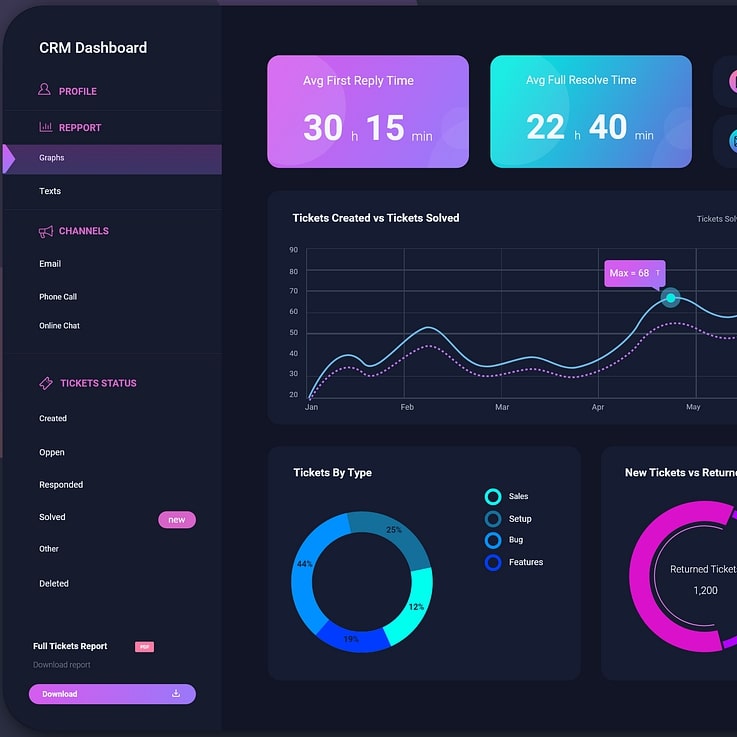 CRM Dashboard
PROFILE
REPPORT
Graphs
Texts
CHANNELS
Email
Phone Call
Online Chat
TICKETS STATUS
Created
Oppen
Responded
Solved new
Other
Deleted
Full Tickets Report PDF
Download report
Download
Avg First Reply Time
30 h 15 min
Avg Full Resolve Time
22 h 40 min
Tickets Created vs Tickets Solved
Tickets Solv
90
80
70
60
50
40
30
20
Max = 68 T
Jan Feb Mar Apr May
Tickets By Type
25%
44%
12%
19%
Sales
Setup
Bug
Features
New Tickets vs Returne
Returned Ticket
1,200